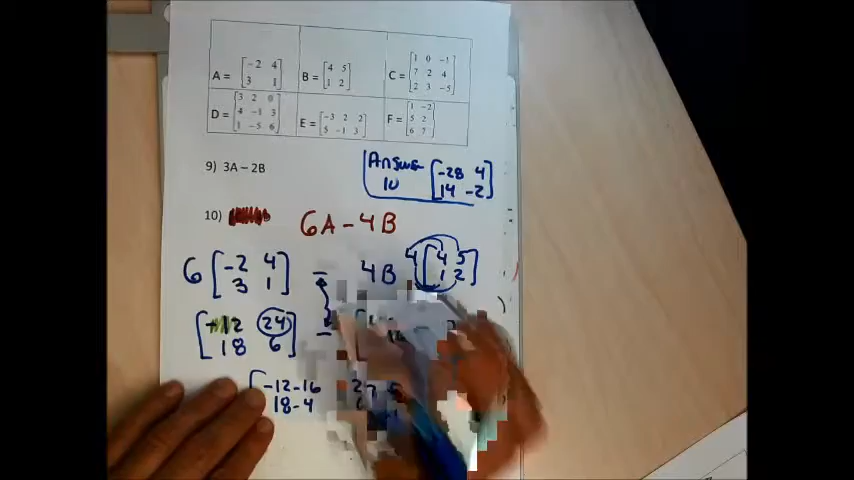 A = [-2 4 B = [4 5 C = [1 0 -1
3 1] 1 2] 7 2 4
2 3 -5]
D = [3 2 0 E = [-3 2 2 F = [1 -2
4 -1 3 5 -1 3] 5 2
1 -5 6] 6 7]
Answer [-28 4
10 14 -2]
9) 3A – 2B
10) 6A - 4B
6 [-2 4 - 4B 4 [4 5
3 1] 1 2]
12 24 -
18 6]
[-12-16
18-4